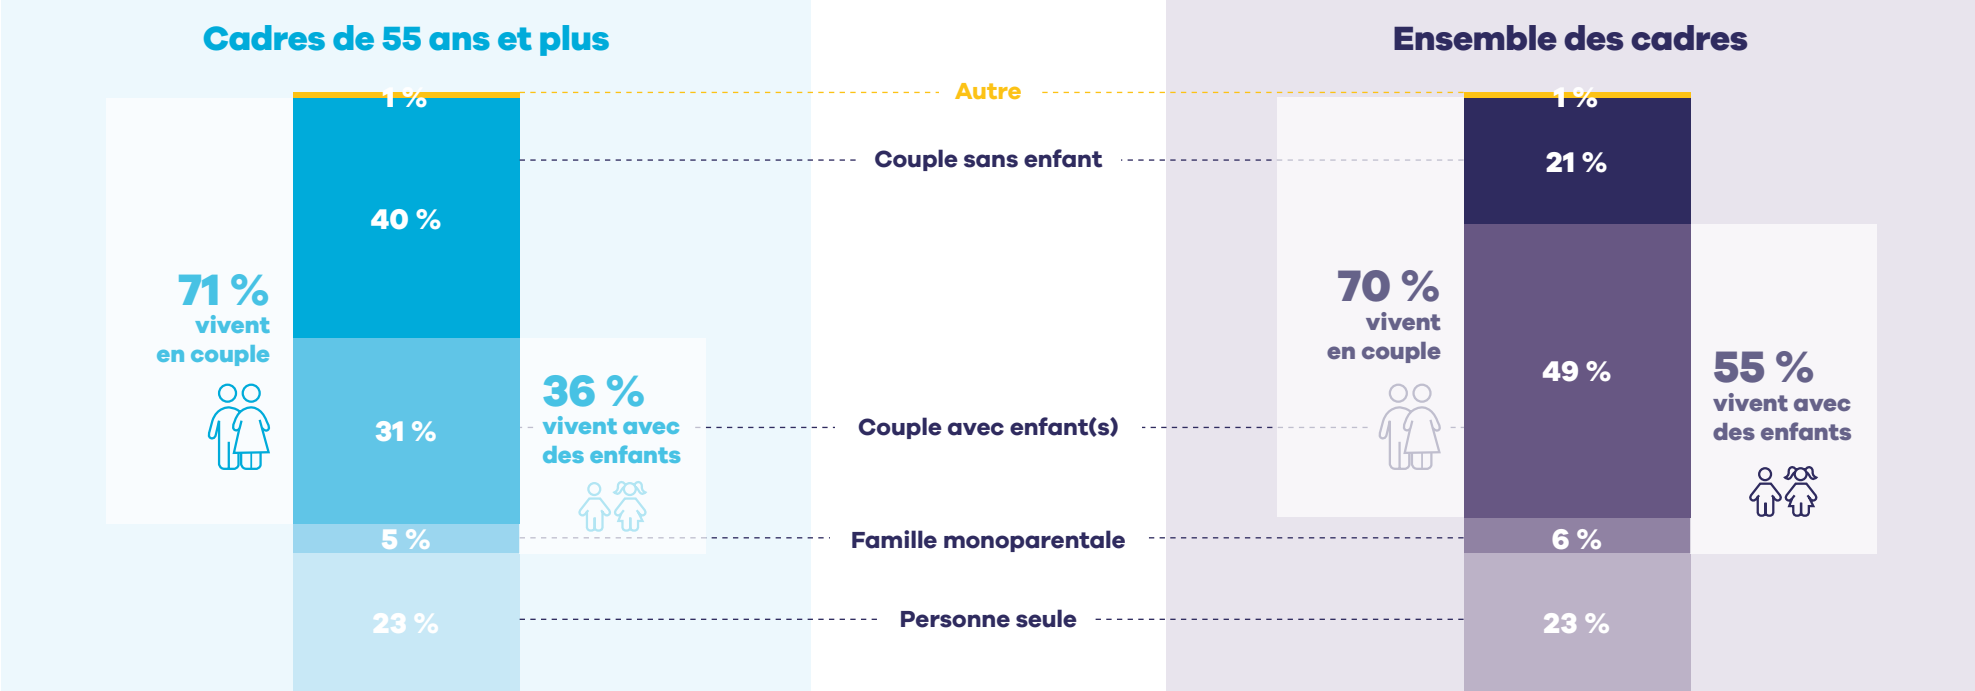 Cadres de 55 ans et plus
1 %
40 %
71 %
vivent
en couple
31 %
36 %
vivent avec
des enfants
5 %
23 %
Autre
Couple sans enfant
Couple avec enfant(s)
Famille monoparentale
Personne seule
Ensemble des cadres
1 %
21 %
70 %
vivent
en couple
49 %
55 %
vivent avec
des enfants
6 %
23 %